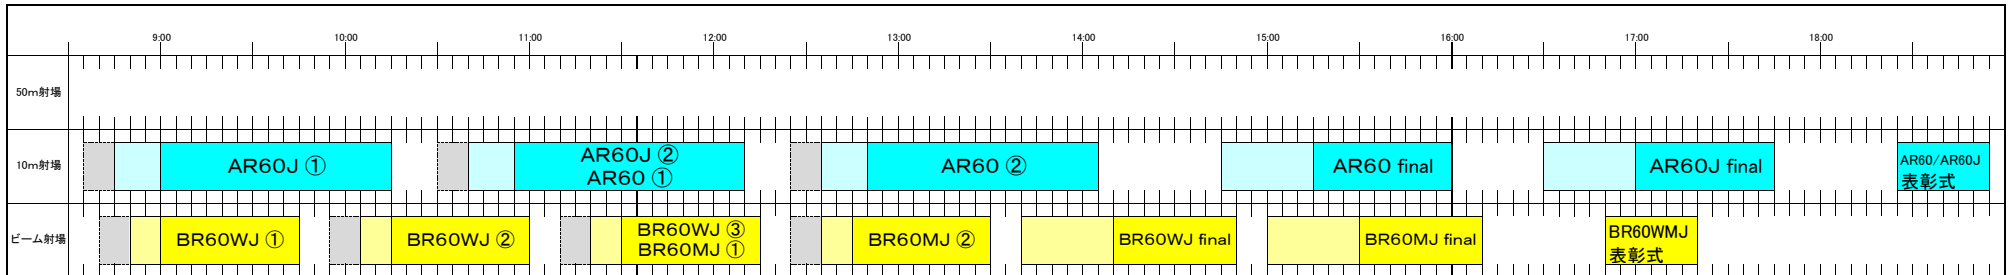 9:00 10:00 11:00 12:00 13:00 14:00 15:00 16:00 17:00 18:00
50m射場
10m射場
AR60J ①
AR60J ②
AR60 ①
AR60 ②
AR60 final
AR60J final
AR60/AR60J
表彰式
ビーム射場
BR60WJ ①
BR60WJ ②
BR60WJ ③
BR60MJ ①
BR60MJ ②
BR60WJ final
BR60MJ final
BR60WMJ
表彰式